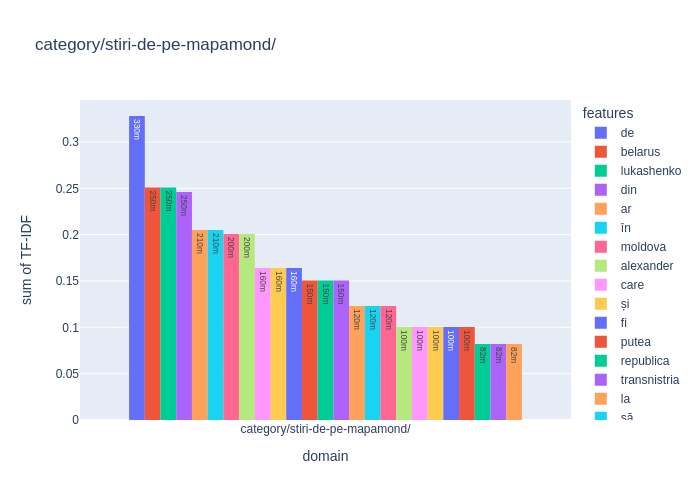 category/stiri-de-pe-mapamond/
features
de
belarus
lukashenko
din
ar
în
moldova
alexander
care
și
fi
putea
republica
transnistria
la
să
sum of TF-IDF
0.3
0.25
0.2
0.15
0.1
0.05
0
330m
250m
250m
250m
210m
210m
200m
200m
160m
160m
160m
150m
150m
150m
120m
120m
120m
100m
100m
100m
100m
100m
82m
82m
82m
category/stiri-de-pe-mapamond/
domain